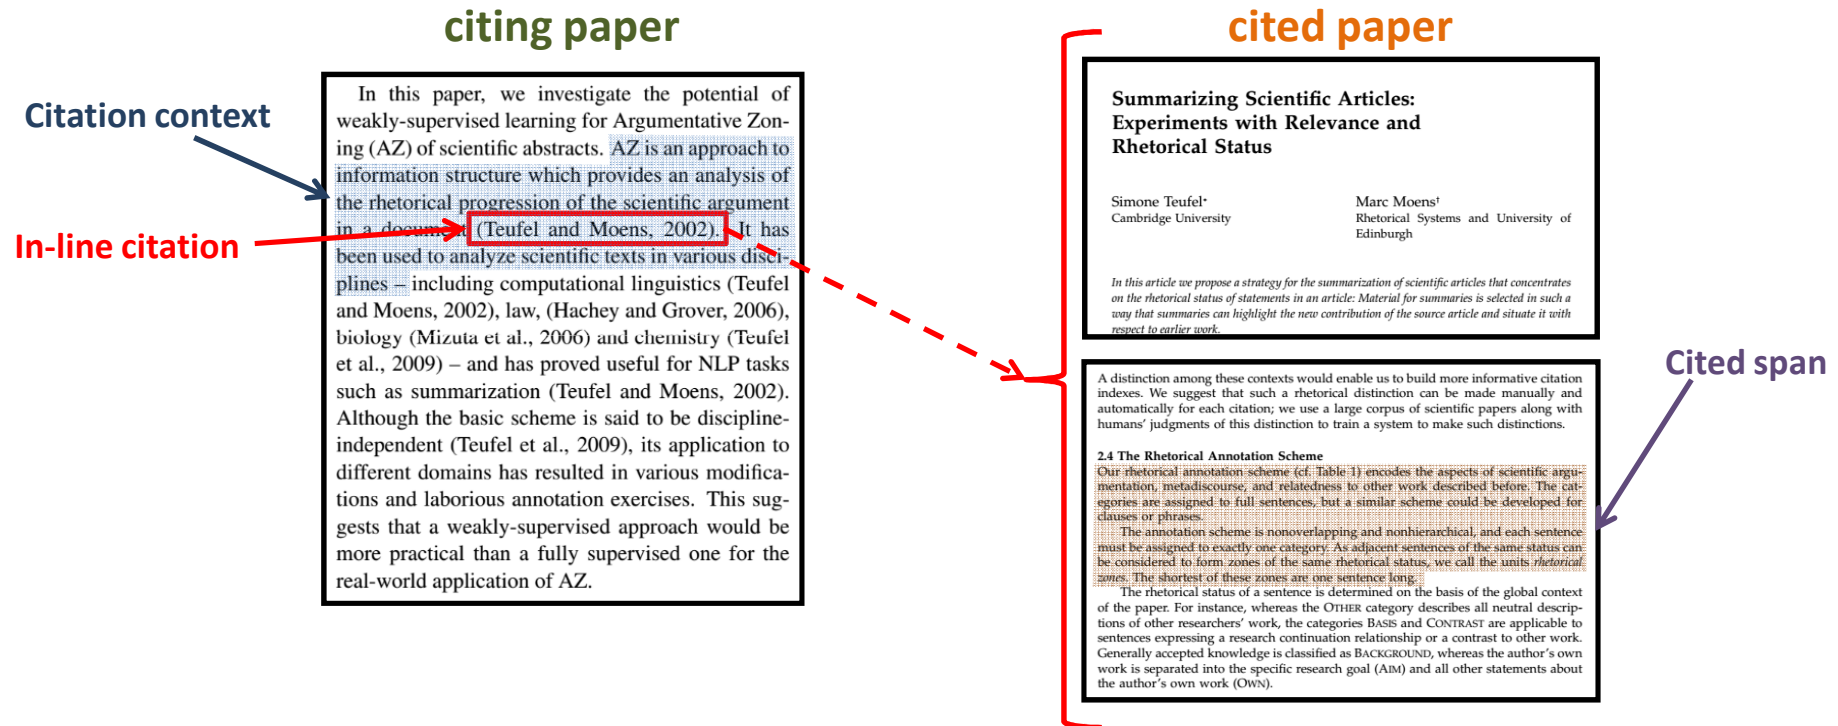 citing paper
cited paper
Citation context
In-line citation
In this paper, we investigate the potential of
weakly-supervised learning for Argumentative Zon-
ing (AZ) of scientific abstracts. AZ is an approach to
information structure which provides an analysis of
the rhetorical progression of the scientific argument
in a document (Teufel and Moens, 2002). It has
been used to analyze scientific texts in various disci-
plines – including computational linguistics (Teufel
and Moens, 2002), law, (Hachey and Grover, 2006),
biology (Mizuta et al., 2006) and chemistry (Teufel
et al., 2009) – and has proved useful for NLP tasks
such as summarization (Teufel and Moens, 2002).
Although the basic scheme is said to be discipline-
independent (Teufel et al., 2009), its application to
different domains has resulted in various modifica-
tions and laborious annotation exercises. This sug-
gests that a weakly-supervised approach would be
more practical than a fully supervised one for the
real-world application of AZ.
Summarizing Scientific Articles:
Experiments with Relevance and
Rhetorical Status
Simone Teufel*
Cambridge University
Marc Moens†
Rhetorical Systems and University of
Edinburgh
In this article we propose a strategy for the summarization of scientific articles that concentrates
on the rhetorical status of statements in an article: Material for summaries is selected in such a
way that summaries can highlight the new contribution of the source article and situate it with
respect to earlier work.
Cited span
A distinction among these contexts would enable us to build more informative citation
indexes. We suggest that such a rhetorical distinction can be made manually and
automatically for each citation; we use a large corpus of scientific papers along with
humans' judgments of this distinction to train a system to make such distinctions.
2.4 The Rhetorical Annotation Scheme
Our rhetorical annotation scheme (cf. Table 1) encodes the aspects of scientific argu-
mentation, metadiscourse, and relatedness to other work described before. The cat-
egories are assigned to full sentences, but a similar scheme could be developed for
clauses or phrases.
The annotation scheme is nonoverlapping and nonhierarchical, and each sentence
must be assigned to exactly one category. As adjacent sentences of the same status can
be considered to form zones of the same rhetorical status, we call the units rhetorical
zones. The shortest of these zones are one sentence long.
The rhetorical status of a sentence is determined on the basis of the global context
of the paper. For instance, whereas the OTHER category describes all neutral descrip-
tions of other researchers' work, the categories BASIS and CONTRAST are applicable to
sentences expressing a research continuation relationship or a contrast to other work.
Generally accepted knowledge is classified as BACKGROUND, whereas the author's own
work is separated into the specific research goal (AIM) and all other statements about
the author's own work (OWN).